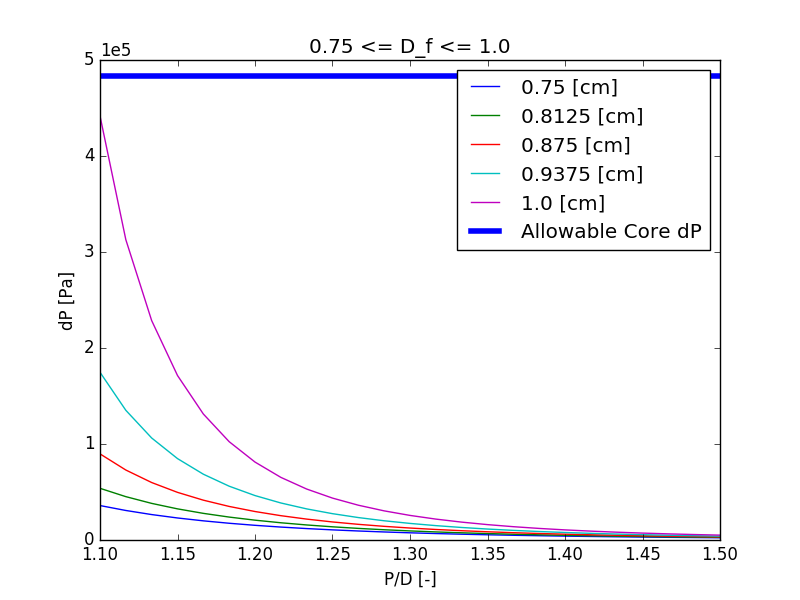 0.75 <= D_f <= 1.0
1e5
5
4
3
2
1
0
dP [Pa]
0.75 [cm]
0.8125 [cm]
0.875 [cm]
0.9375 [cm]
1.0 [cm]
Allowable Core dP
1.10 1.15 1.20 1.25 1.30 1.35 1.40 1.45 1.50
P/D [-]